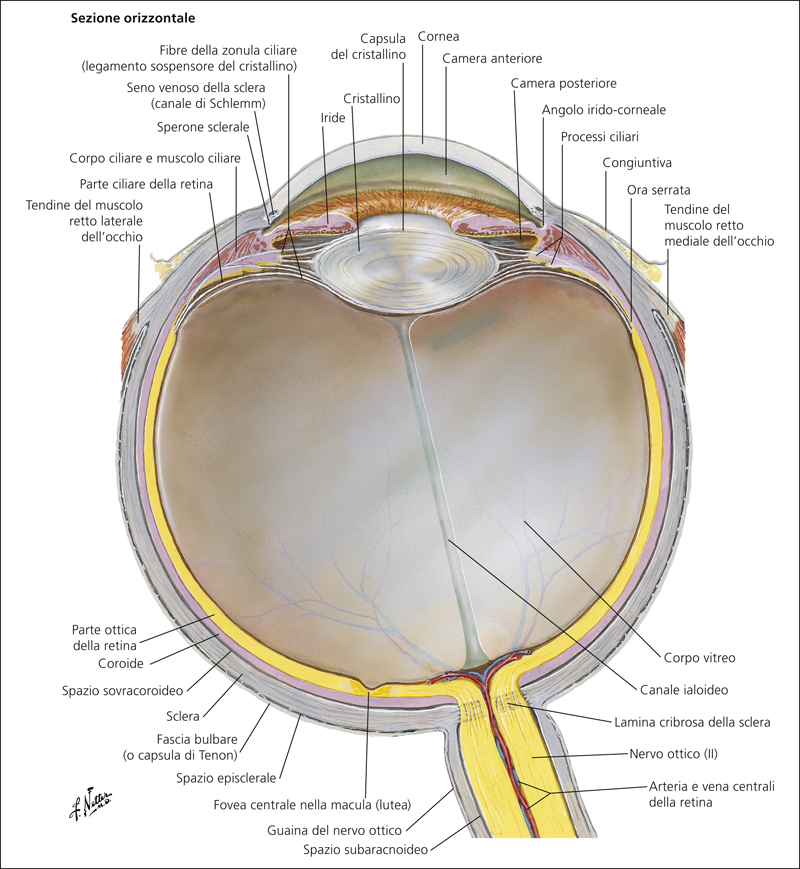 Sezione orizzontale
Fibre della zonula ciliare
(legamento sospensore del cristallino)
Seno venoso della sclera
(canale di Schlemm)
Sperone sclerale
Corpo ciliare e muscolo ciliare
Parte ciliare della retina
Tendine del muscolo
retto laterale
dell'occhio
Iride
Cristallino
Capsula
del cristallino
Cornea
Camera anteriore
Camera posteriore
Angolo irido-corneale
Processi ciliari
Congiuntiva
Ora serrata
Tendine del
muscolo retto
mediale dell'occhio
Parte ottica
della retina
Coroide
Spazio sovracoroideo
Sclera
Fascia bulbare
(o capsula di Tenon)
Spazio episclerale
Fovea centrale nella macula (lutea)
Guaina del nervo ottico
Spazio subaracnoideo
Corpo vitreo
Canale ialoideo
Lamina cribrosa della sclera
Nervo ottico (II)
Arteria e vena centrali
della retina
F. Netter
M.D.